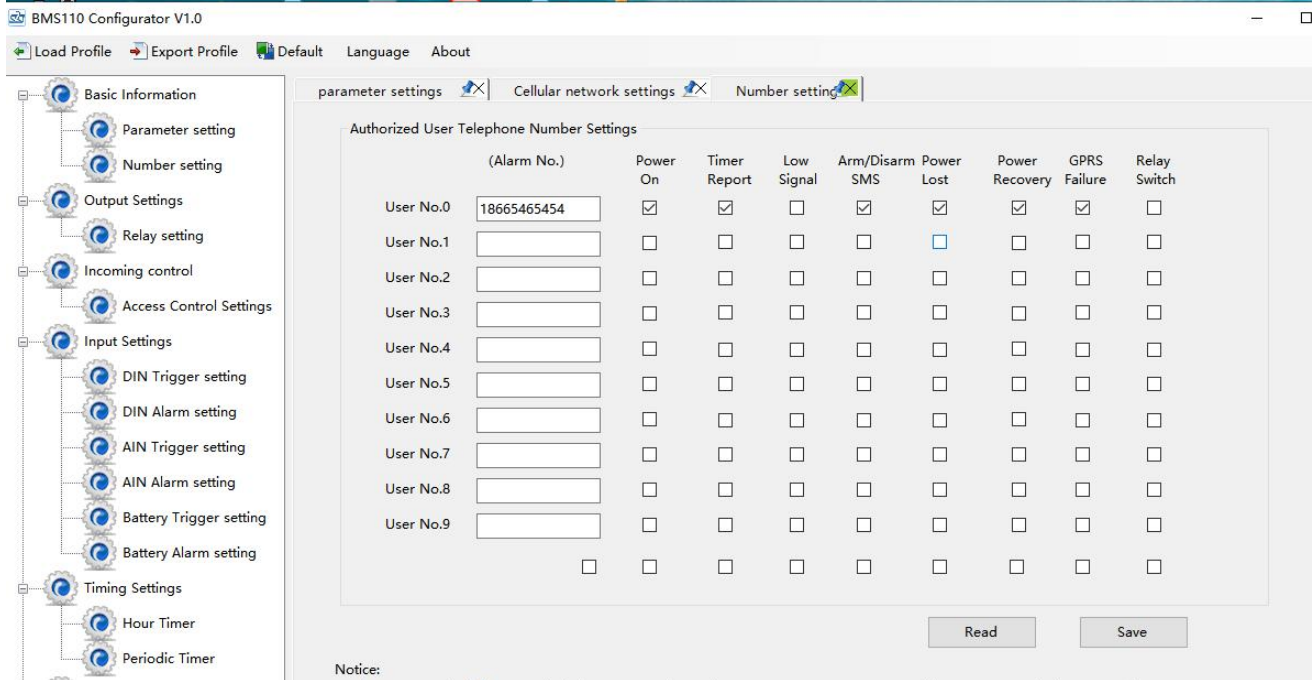 BMS110 Configurator V1.0
Load Profile Export Profile Default Language About
Basic Information
Parameter setting
Number setting
Output Settings
Relay setting
Incoming control
Access Control Settings
Input Settings
DIN Trigger setting
DIN Alarm setting
AIN Trigger setting
AIN Alarm setting
Battery Trigger setting
Battery Alarm setting
Timing Settings
Hour Timer
Periodic Timer
parameter settings Cellular network settings Number setting
Authorized User Telephone Number Settings
(Alarm No.) Power On Timer Report Low Signal Arm/Disarm SMS Power Lost Power Recovery GPRS Failure Relay Switch
User No.0 18665465454
User No.1
User No.2
User No.3
User No.4
User No.5
User No.6
User No.7
User No.8
User No.9
Read Save
Notice: